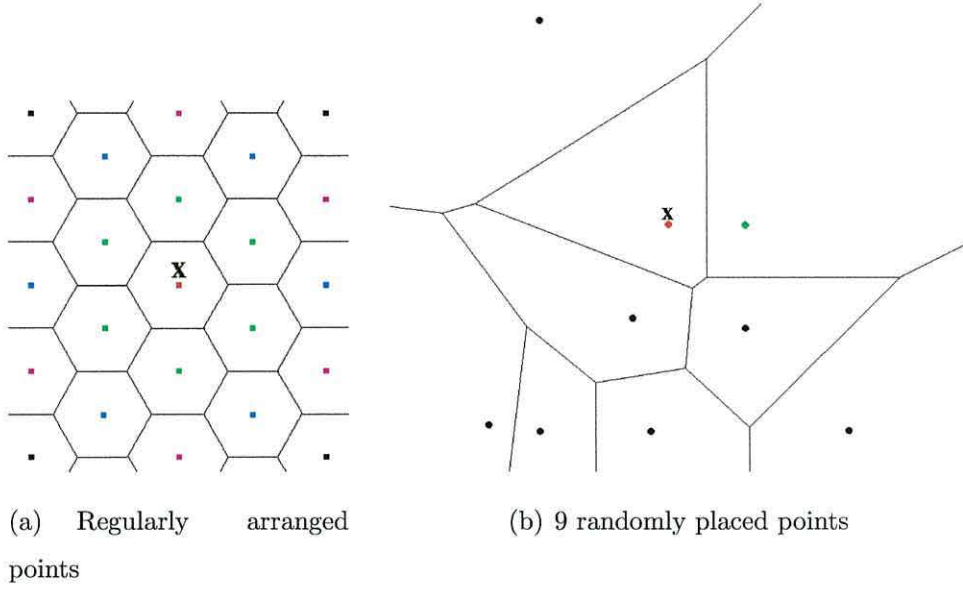 X
x
(a) Regularly arranged
points
(b) 9 randomly placed points